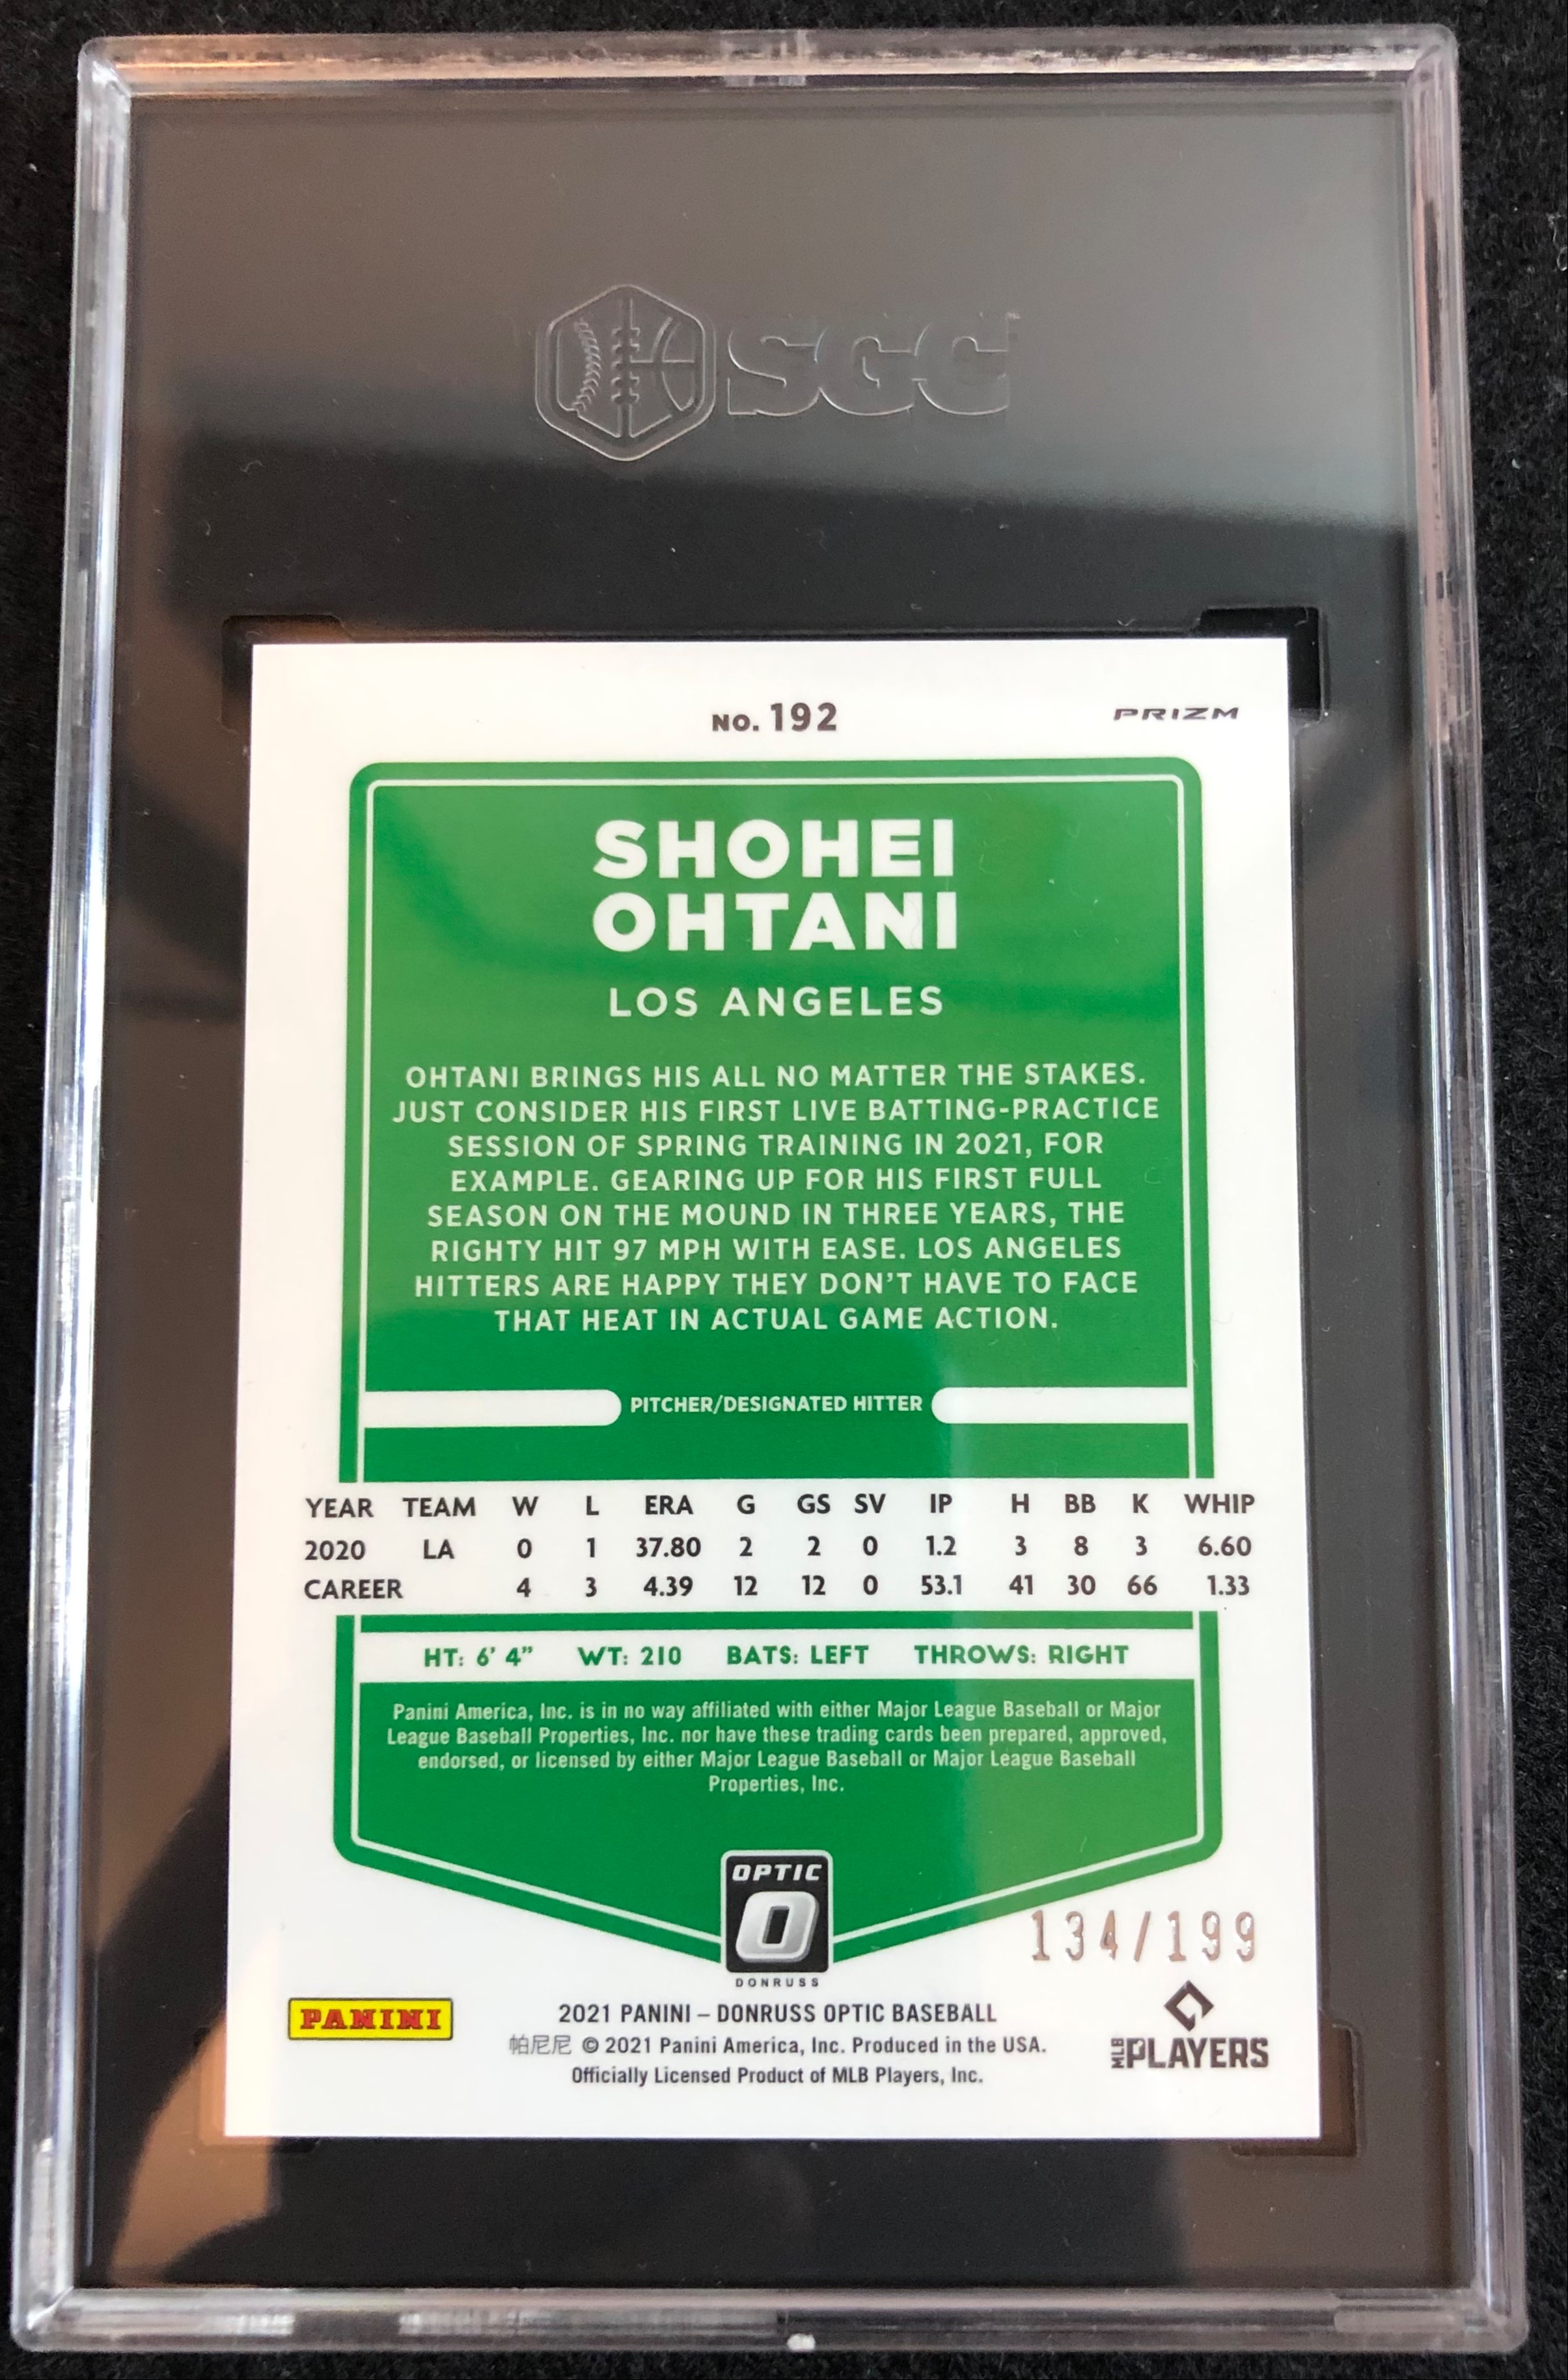 SGC
NO. 192
PRIZM
SHOHEI
OHTANI
LOS ANGELES
OHTANI BRINGS HIS ALL NO MATTER THE STAKES.
JUST CONSIDER HIS FIRST LIVE BATTING-PRACTICE
SESSION OF SPRING TRAINING IN 2021, FOR
EXAMPLE. GEARING UP FOR HIS FIRST FULL
SEASON ON THE MOUND IN THREE YEARS, THE
RIGHTY HIT 97 MPH WITH EASE. LOS ANGELES
HITTERS ARE HAPPY THEY DON'T HAVE TO FACE
THAT HEAT IN ACTUAL GAME ACTION.
PITCHER/DESIGNATED HITTER
YEAR TEAM W L ERA G GS SV IP H BB K WHIP
2020 LA 0 1 37.80 2 2 0 1.2 3 8 3 6.60
CAREER 4 3 4.39 12 12 0 53.1 41 30 66 1.33
HT: 6' 4" WT: 210 BATS: LEFT THROWS: RIGHT
Panini America, Inc. is in no way affiliated with either Major League Baseball or Major
League Baseball Properties, Inc. nor have these trading cards been prepared, approved,
endorsed, or licensed by either Major League Baseball or Major League Baseball
Properties, Inc.
OPTIC
O
DONRUSS
134/199
PANINI
2021 PANINI – DONRUSS OPTIC BASEBALL
帕尼尼 © 2021 Panini America, Inc. Produced in the USA.
Officially Licensed Product of MLB Players, Inc.
MLB PLAYERS